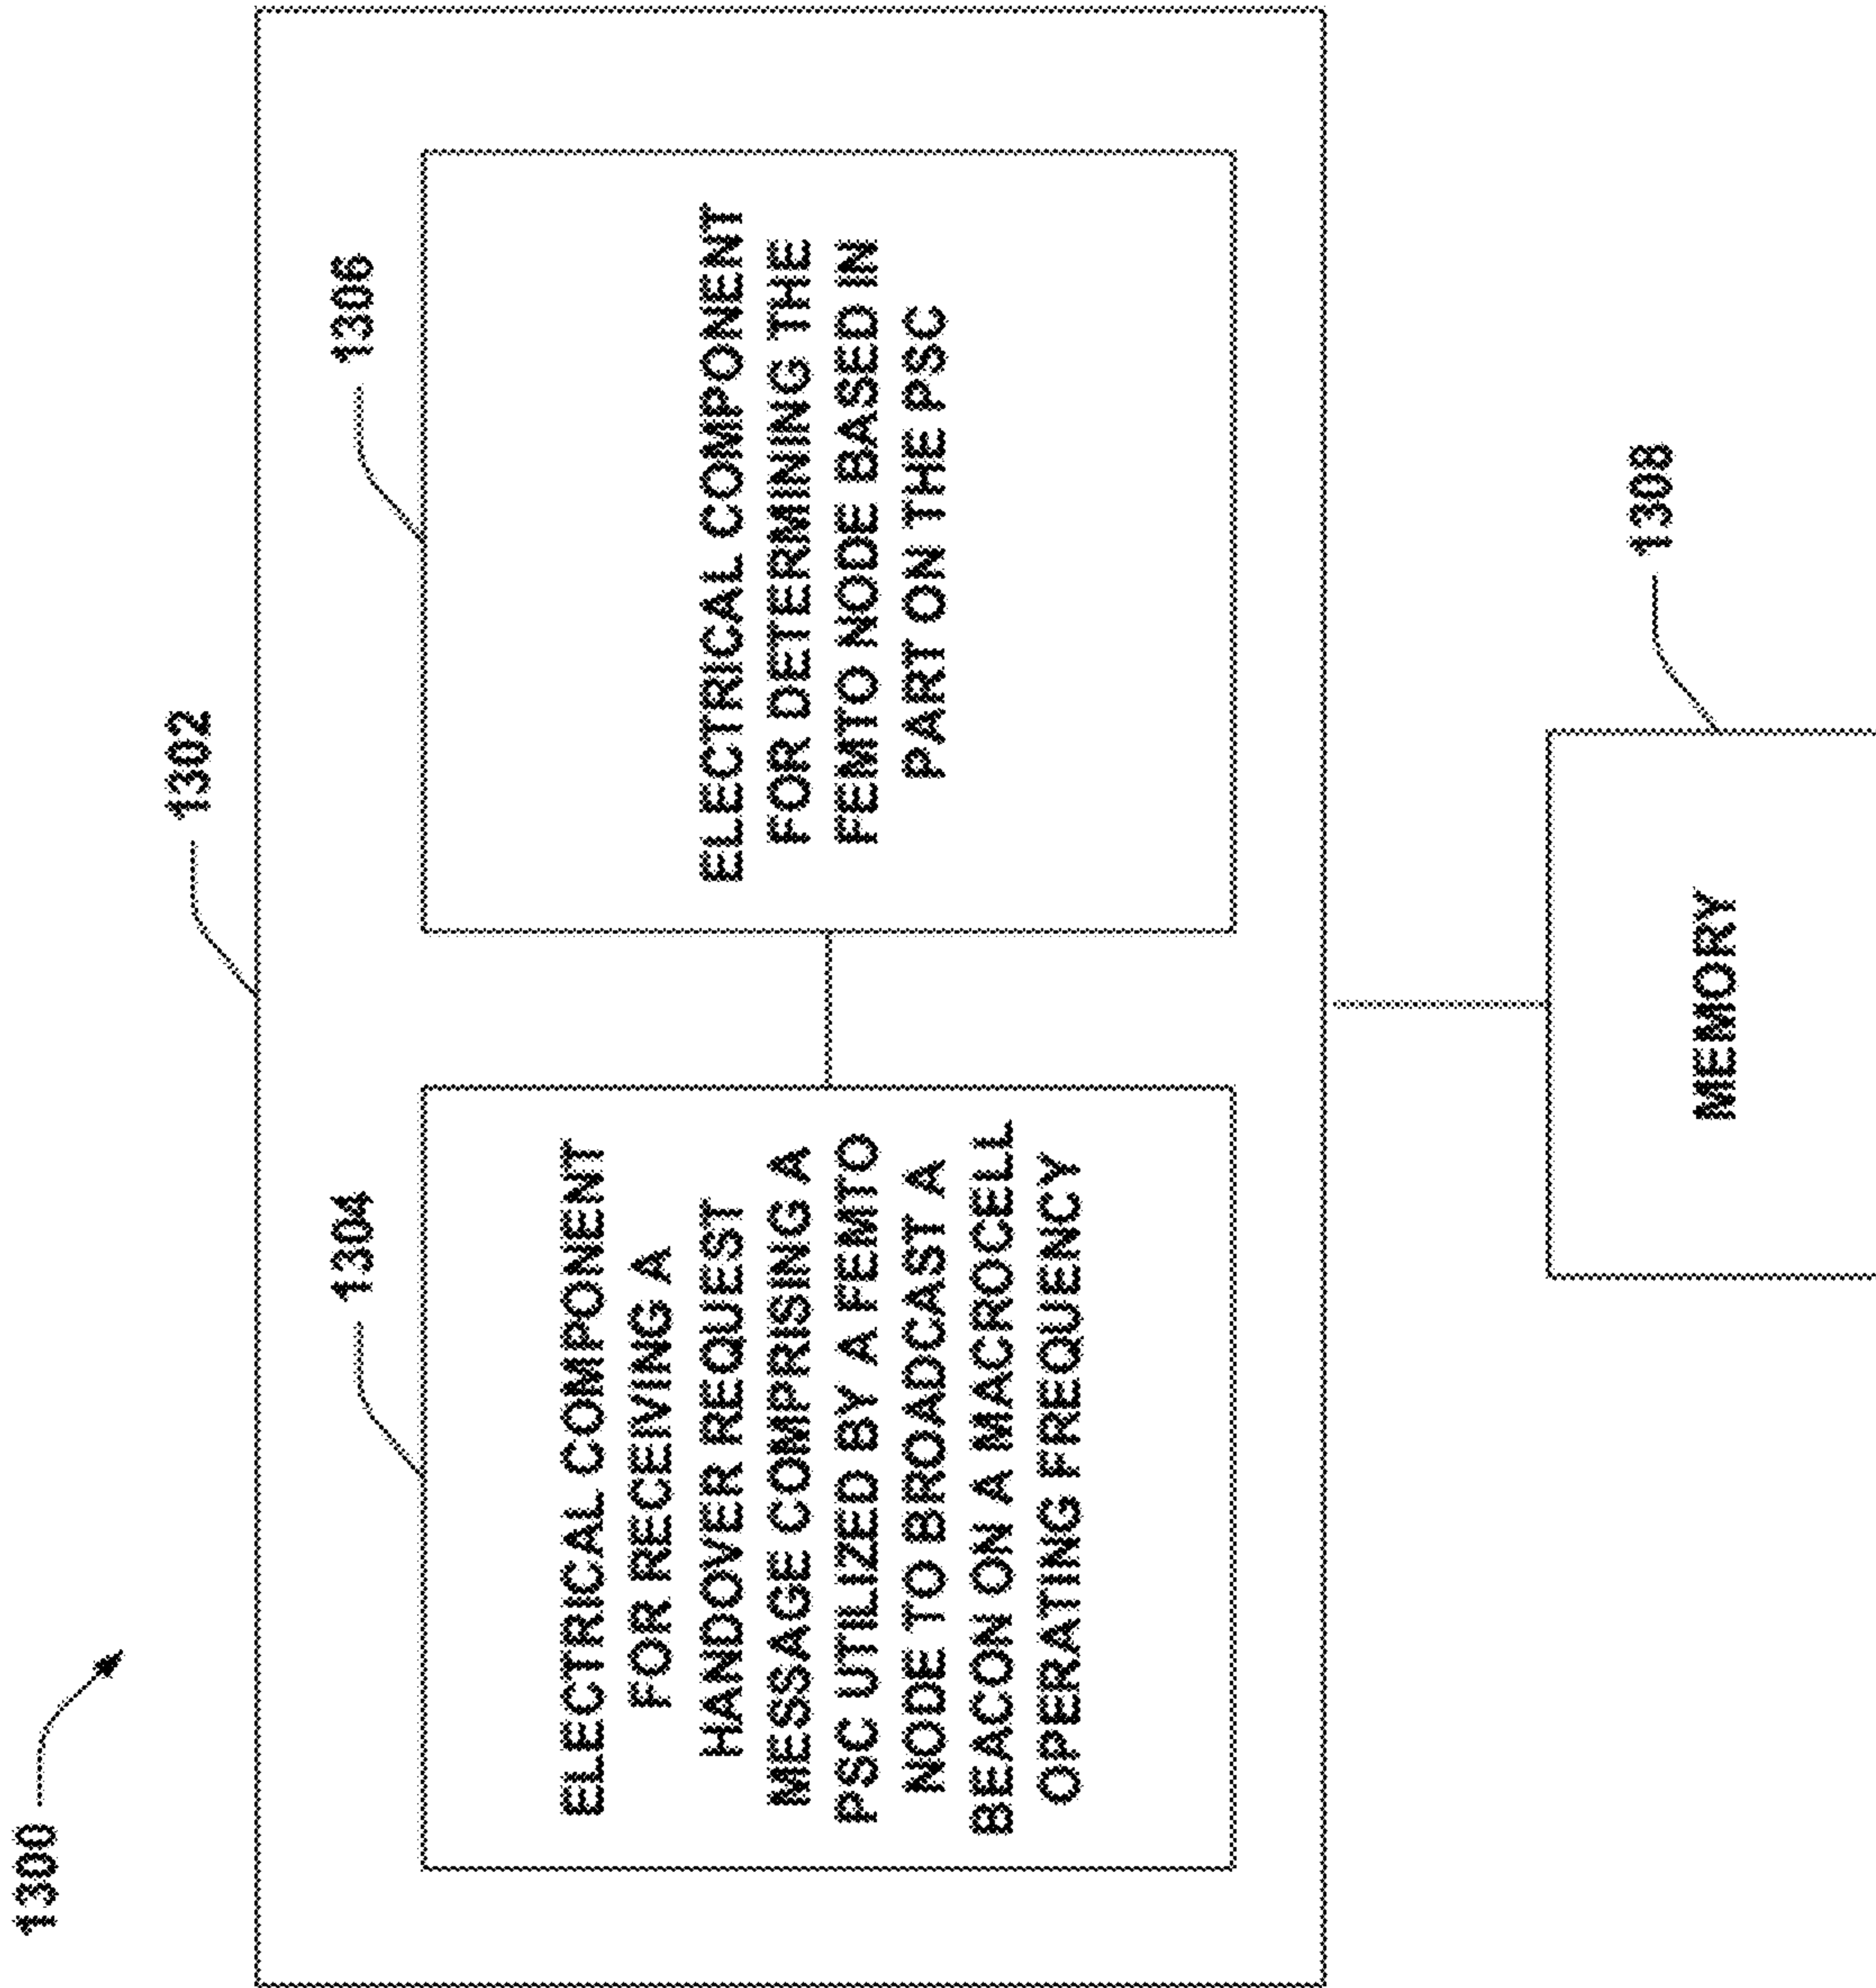 1300
1302
1304
ELECTRICAL COMPONENT
FOR RECEIVING A
HANDOVER REQUEST
MESSAGE COMPRISING A
PSC UTILIZED BY A FEMTO
NODE TO BROADCAST A
BEACON ON A MACROCELL
OPERATING FREQUENCY
1306
ELECTRICAL COMPONENT
FOR DETERMINING THE
FEMTO NODE BASED IN
PART ON THE PSC
1308
MEMORY